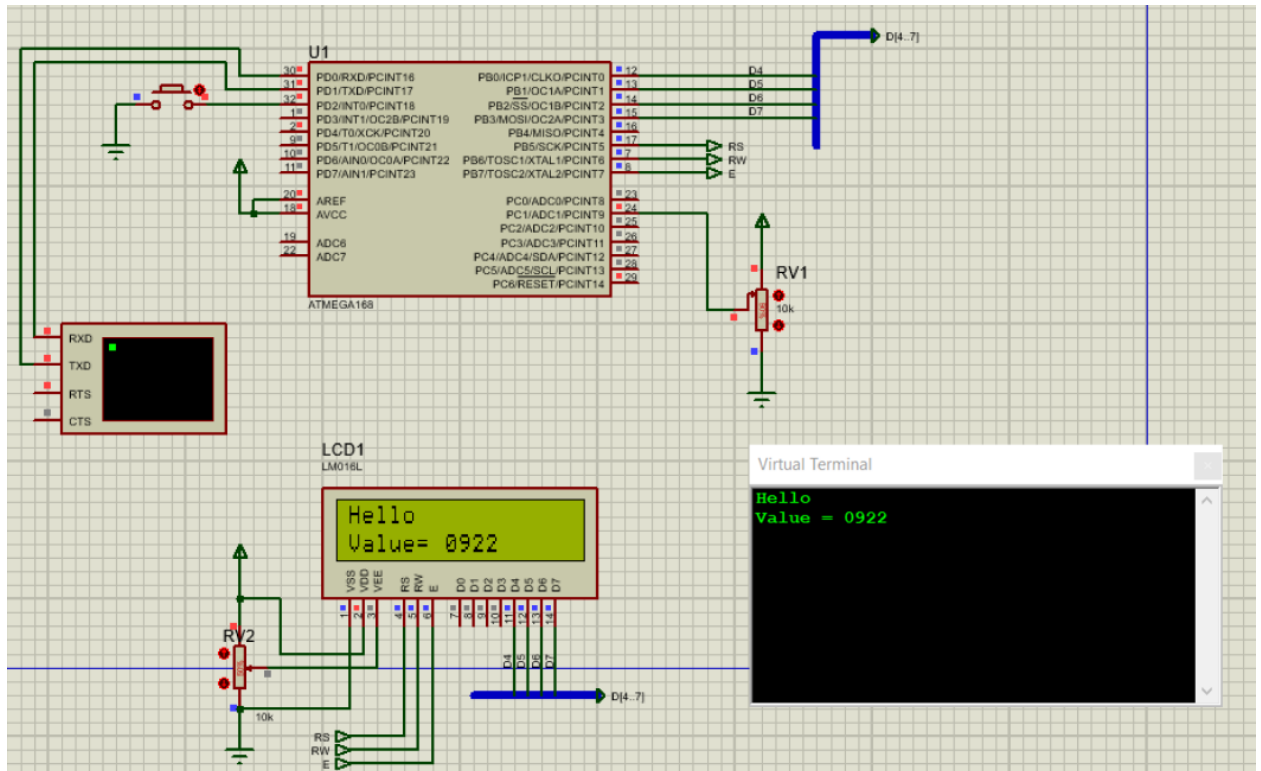 D[4..7]
U1
30 PD0/RXD/PCINT16 PB0/ICP1/CLKO/PCINT0 12 D4
31 PD1/TXD/PCINT17 PB1/OC1A/PCINT1 13 D5
32 PD2/INT0/PCINT18 PB2/SS/OC1B/PCINT2 14 D6
1 PD3/INT1/OC2B/PCINT19 PB3/MOSI/OC2A/PCINT3 15 D7
2 PD4/T0/XCK/PCINT20 PB4/MISO/PCINT4 16
9 PD5/T1/OC0B/PCINT21 PB5/SCK/PCINT5 17 RS
10 PD6/AIN0/OC0A/PCINT22 PB6/TOSC1/XTAL1/PCINT6 7 RW
11 PD7/AIN1/PCINT23 PB7/TOSC2/XTAL2/PCINT7 8 E
20 AREF PC0/ADC0/PCINT8 23
18 AVCC PC1/ADC1/PCINT9 24
PC2/ADC2/PCINT10 25
19 ADC6 PC3/ADC3/PCINT11 26
22 ADC7 PC4/ADC4/SDA/PCINT12 27
PC5/ADC5/SCL/PCINT13 28
PC6/RESET/PCINT14 29
ATMEGA168
RV1
10k
RXD
TXD
RTS
CTS
LCD1
LM016L
Hello
Value= 0922
VSS VDD VEE RS RW E D0 D1 D2 D3 D4 D5 D6 D7
1 2 3 4 5 6 7 8 9 10 11 12 13 14
D4 D5 D6 D7
D[4..7]
RV2
10k
RS
RW
E
Virtual Terminal
Hello
Value = 0922